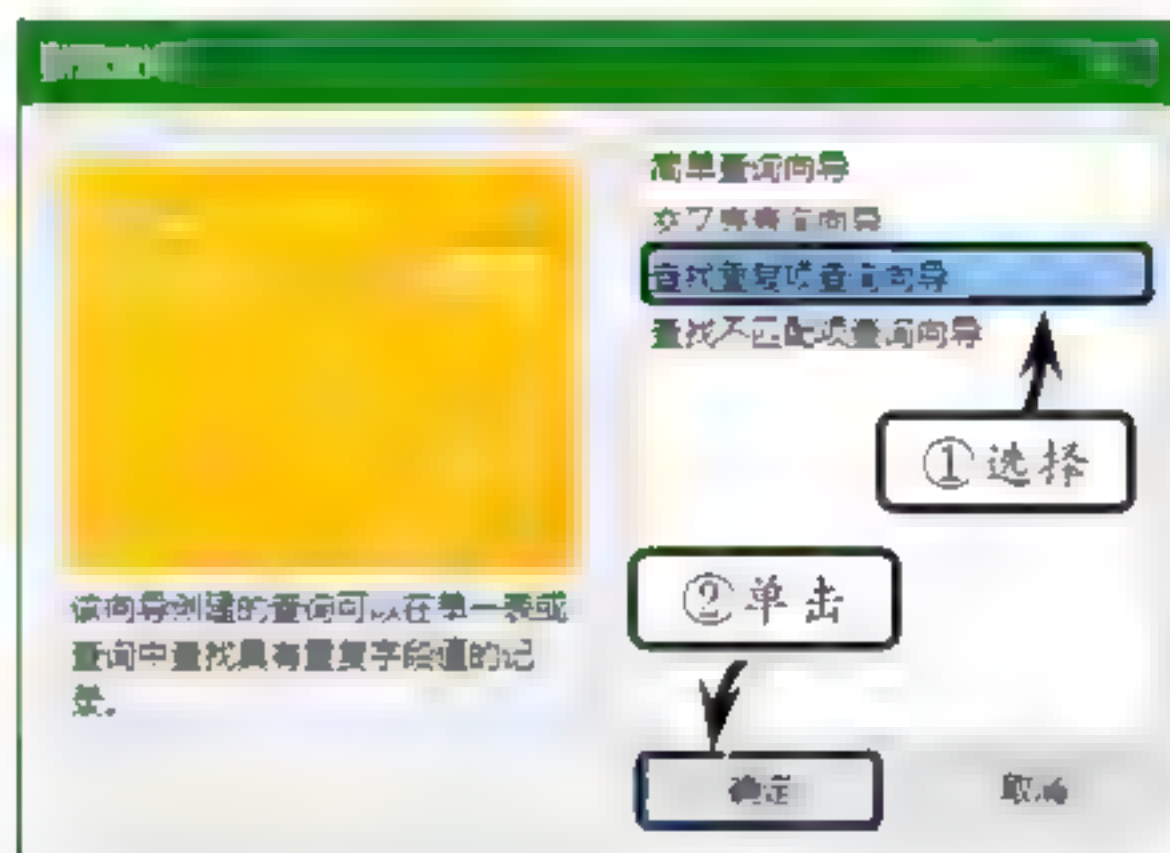 简单查询向导
交叉表查询向导
查找重复项查询向导
查找不匹配项查询向导
①选择
②单击
该向导创建的查询可以在单一表或
查询中查找具有重复字段值的记
录。
确定
取消